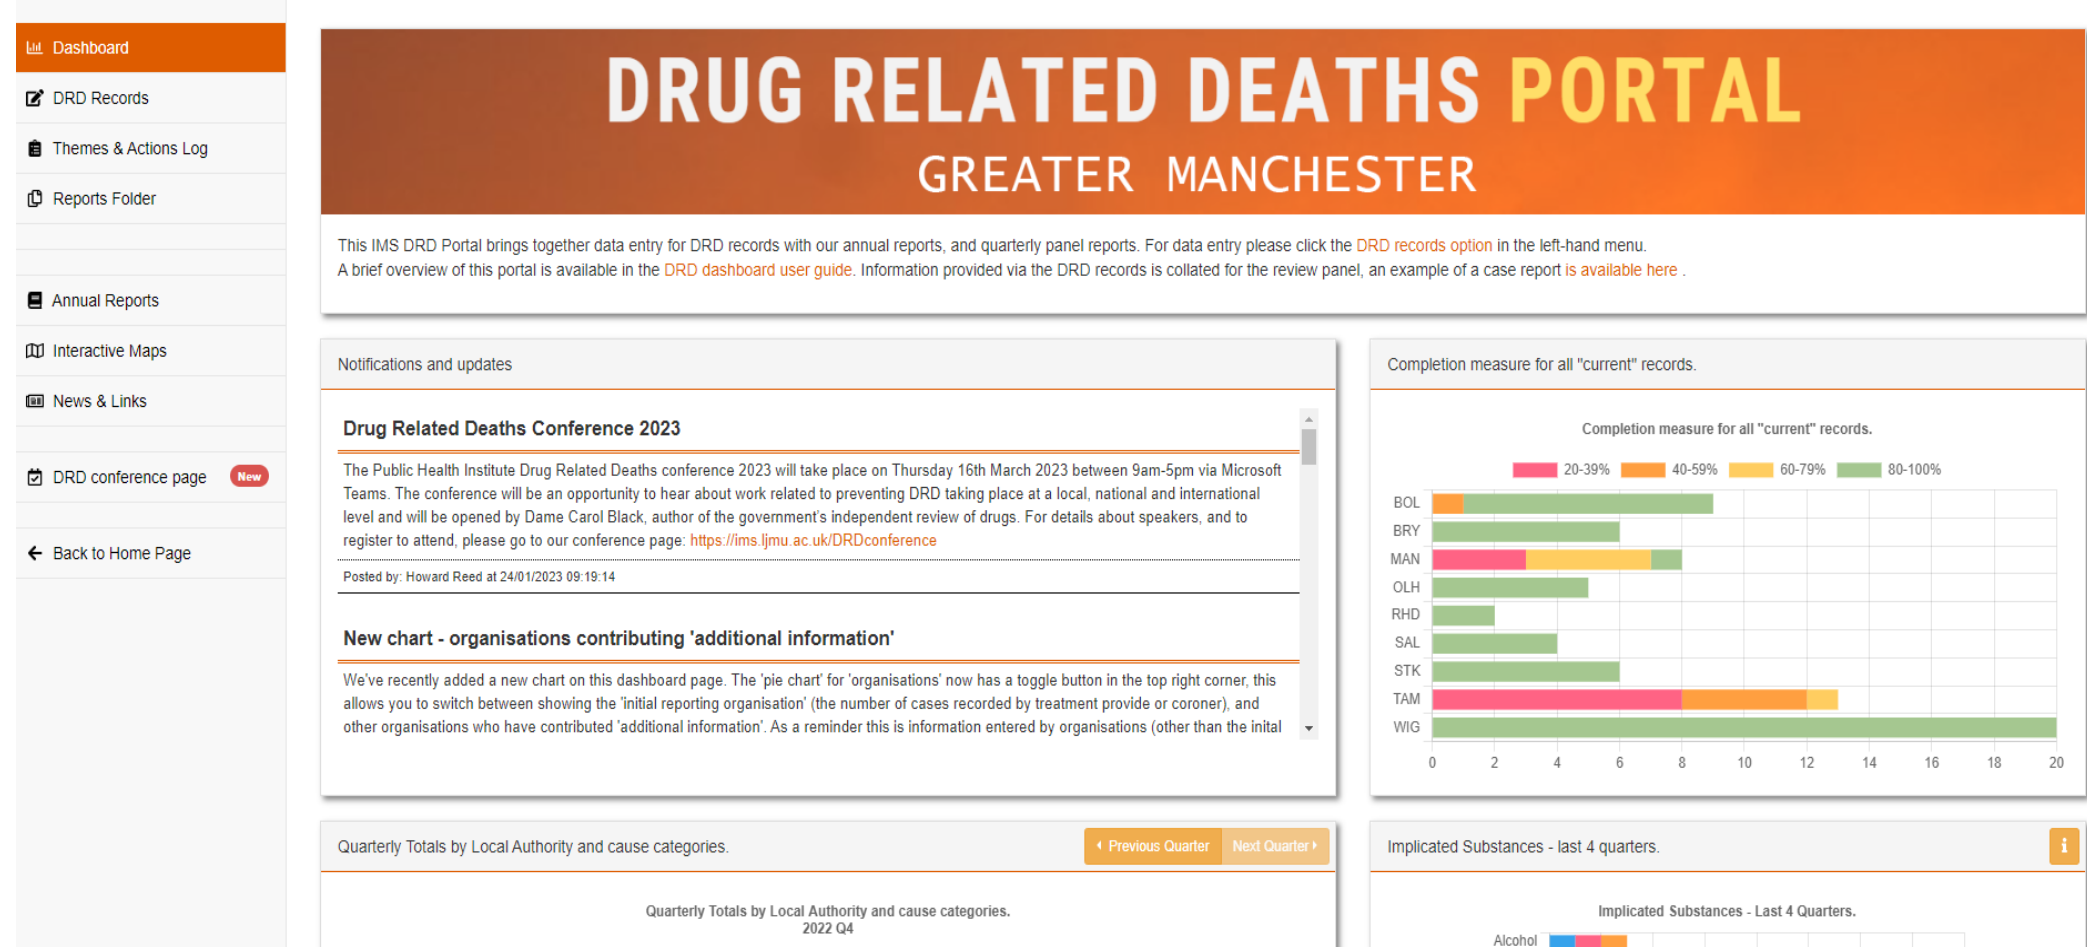 Dashboard
DRD Records
Themes & Actions Log
Reports Folder
Annual Reports
Interactive Maps
News & Links
DRD conference page New
Back to Home Page
DRUG RELATED DEATHS PORTAL
GREATER MANCHESTER
This IMS DRD Portal brings together data entry for DRD records with our annual reports, and quarterly panel reports. For data entry please click the DRD records option in the left-hand menu.
A brief overview of this portal is available in the DRD dashboard user guide. Information provided via the DRD records is collated for the review panel, an example of a case report is available here .
Notifications and updates
Drug Related Deaths Conference 2023
The Public Health Institute Drug Related Deaths conference 2023 will take place on Thursday 16th March 2023 between 9am-5pm via Microsoft
Teams. The conference will be an opportunity to hear about work related to preventing DRD taking place at a local, national and international
level and will be opened by Dame Carol Black, author of the government's independent review of drugs. For details about speakers, and to
register to attend, please go to our conference page: https://ims.ljmu.ac.uk/DRDconference
Posted by: Howard Reed at 24/01/2023 09:19:14
New chart - organisations contributing 'additional information'
We've recently added a new chart on this dashboard page. The 'pie chart' for 'organisations' now has a toggle button in the top right corner, this
allows you to switch between showing the 'initial reporting organisation' (the number of cases recorded by treatment provide or coroner), and
other organisations who have contributed 'additional information'. As a reminder this is information entered by organisations (other than the inital
Completion measure for all "current" records.
Completion measure for all "current" records.
20-39% 40-59% 60-79% 80-100%
BOL
BRY
MAN
OLH
RHD
SAL
STK
TAM
WIG
0 2 4 6 8 10 12 14 16 18 20
Quarterly Totals by Local Authority and cause categories.
Previous Quarter Next Quarter
Quarterly Totals by Local Authority and cause categories.
2022 Q4
Implicated Substances - last 4 quarters.
i
Implicated Substances - Last 4 Quarters.
Alcohol